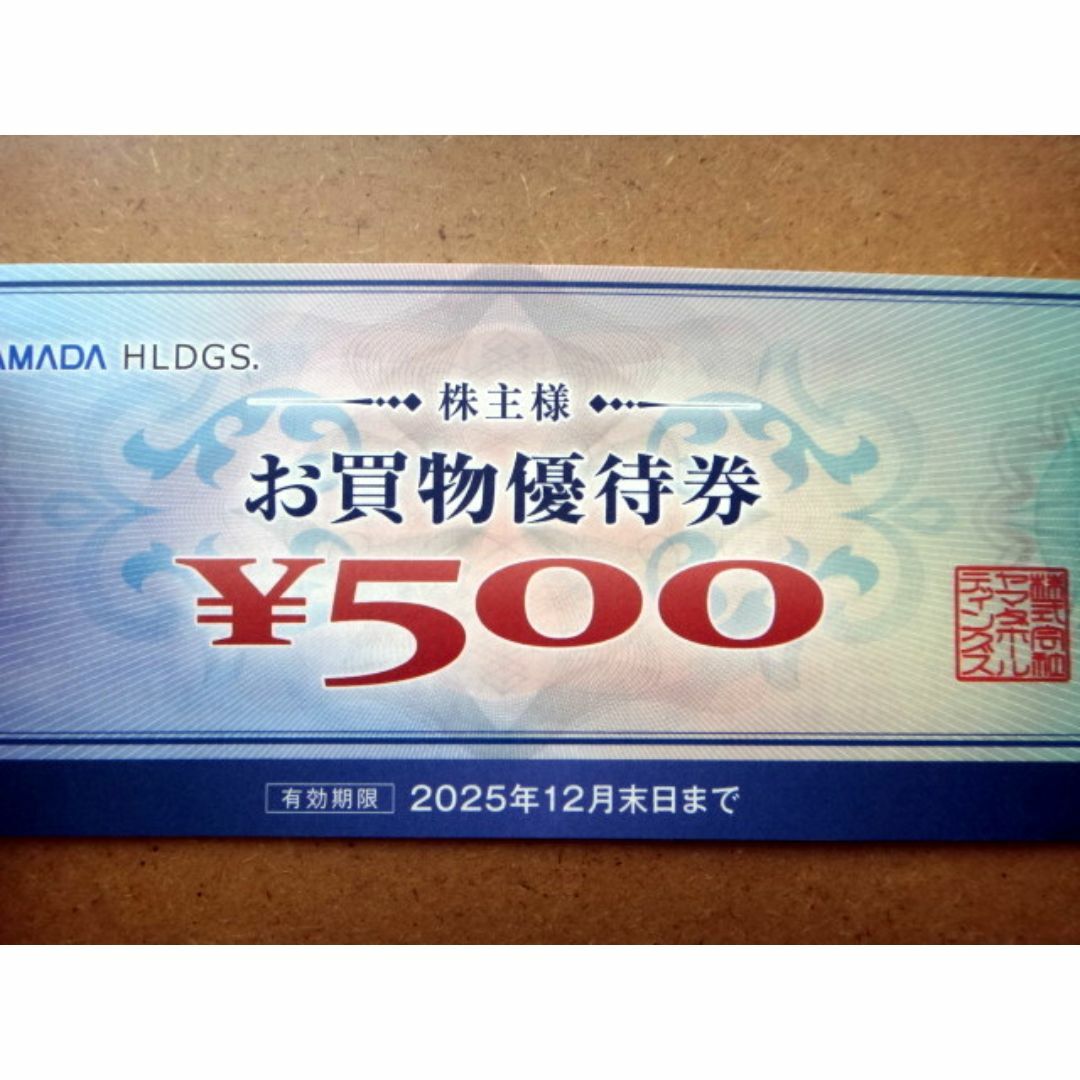 AMADA HLDGS.
株主様
お買物優待券
¥500
株式会社
ヤマダホール
ディングス
有効期限 2025年12月末日まで